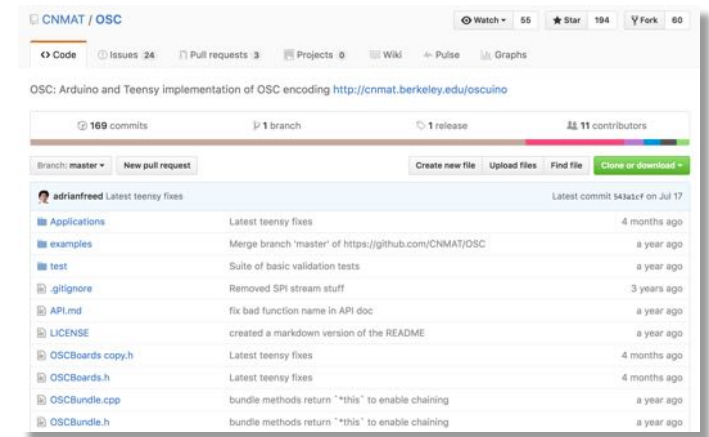 CNMAT / OSC Watch 55 Star 194 Fork 60
Code Issues 24 Pull requests 3 Projects 0 Wiki Pulse Graphs
OSC: Arduino and Teensy implementation of OSC encoding http://cnmat.berkeley.edu/oscuino
169 commits 1 branch 1 release 11 contributors
Branch: master New pull request Create new file Upload files Find file Clone or download
adrianfreed Latest teensy fixes Latest commit 543a1cf on Jul 17
Applications Latest teensy fixes 4 months ago
examples Merge branch 'master' of https://github.com/CNMAT/OSC a year ago
test Suite of basic validation tests a year ago
.gitignore Removed SPI stream stuff 3 years ago
API.md fix bad function name in API doc a year ago
LICENSE created a markdown version of the README a year ago
OSCBoards copy.h Latest teensy fixes 4 months ago
OSCBoards.h Latest teensy fixes 4 months ago
OSCBundle.cpp bundle methods return `*this` to enable chaining a year ago
OSCBundle.h bundle methods return `*this` to enable chaining a year ago